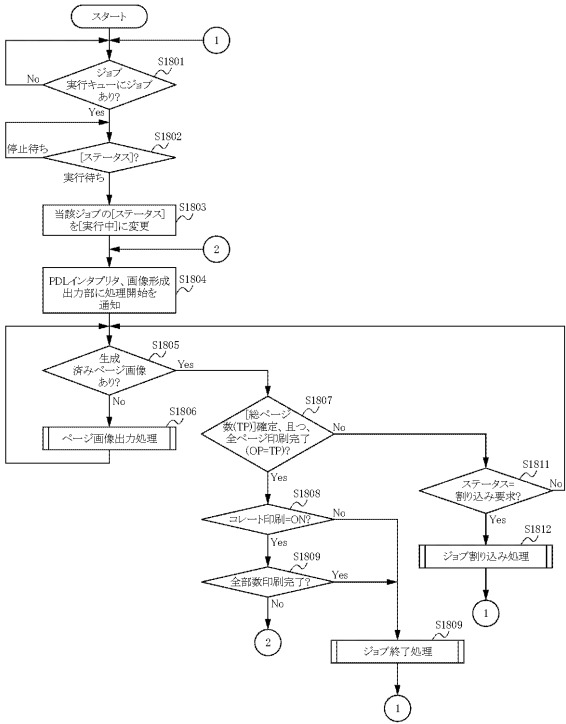 スタート
1
S1801
ジョブ
実行キューにジョブ
あり?
No
Yes
S1802
停止待ち
[ステータス]?
実行待ち
S1803
当該ジョブの[ステータス]
を[実行中]に変更
2
S1804
PDLインタプリタ、画像形成
出力部に処理開始を
通知
S1805
生成
済みページ画像
あり?
Yes
No
S1806
ページ画像出力処理
S1807
[総ページ
数(TP)]確定、且つ、
全ページ印刷完了
(OP=TP)?
No
Yes
S1811
ステータス=
割り込み要求?
No
Yes
S1808
コレート印刷=ON?
No
Yes
S1812
ジョブ割り込み処理
1
S1809
全部数印刷完了?
Yes
No
2
S1809
ジョブ終了処理
1